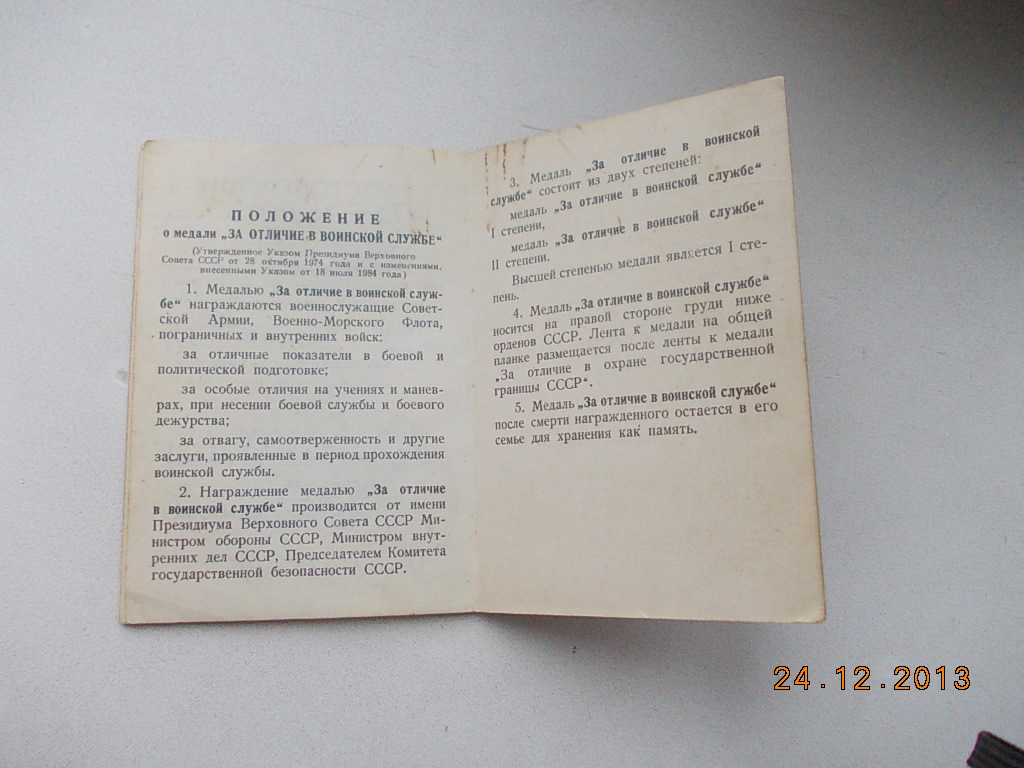 ПОЛОЖЕНИЕ
о медали „ЗА ОТЛИЧИЕ В ВОИНСКОЙ СЛУЖБЕ“
(Утвержденное Указом Президиума Верховного
Совета СССР от 28 октября 1974 года и с изменениями,
внесенными Указом от 18 июля 1984 года)
1. Медалью „За отличие в воинской служ-
бе“ награждаются военнослужащие Совет-
ской Армии, Военно-Морского Флота,
пограничных и внутренних войск:
за отличные показатели в боевой и
политической подготовке;
за особые отличия на учениях и манев-
рах, при несении боевой службы и боевого
дежурства;
за отвагу, самоотверженность и другие
заслуги, проявленные в период прохождения
воинской службы.
2. Награждение медалью „За отличие
в воинской службе“ производится от имени
Президиума Верховного Совета СССР Ми-
нистром обороны СССР, Министром внут-
ренних дел СССР, Председателем Комитета
государственной безопасности СССР.
3. Медаль „За отличие в воинской
службе“ состоит из двух степеней:
медаль „За отличие в воинской службе“
I степени,
медаль „За отличие в воинской службе“
II степени.
Высшей степенью медали является I сте-
пень.
4. Медаль „За отличие в воинской службе“
носится на правой стороне груди ниже
орденов СССР. Лента к медали на общей
планке размещается после ленты к медали
„За отличие в охране государственной
границы СССР“.
5. Медаль „За отличие в воинской службе“
после смерти награжденного остается в его
семье для хранения как память.
24.12.2013